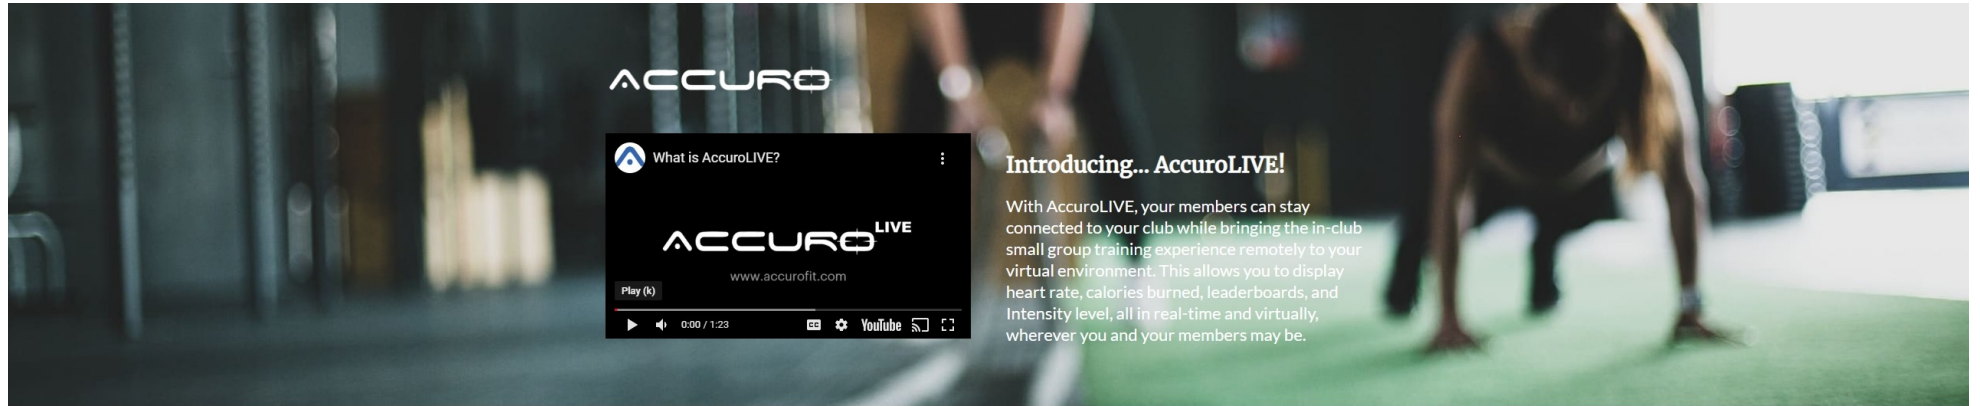 ACCURO
What is AccuroLIVE?
ACCURO LIVE
www.accurofit.com
Play (k)
0:00 / 1:23
CC
YouTube
Introducing... AccuroLIVE!
With AccuroLIVE, your members can stay
connected to your club while bringing the in-club
small group training experience remotely to your
virtual environment. This allows you to display
heart rate, calories burned, leaderboards, and
Intensity level, all in real-time and virtually,
wherever you and your members may be.